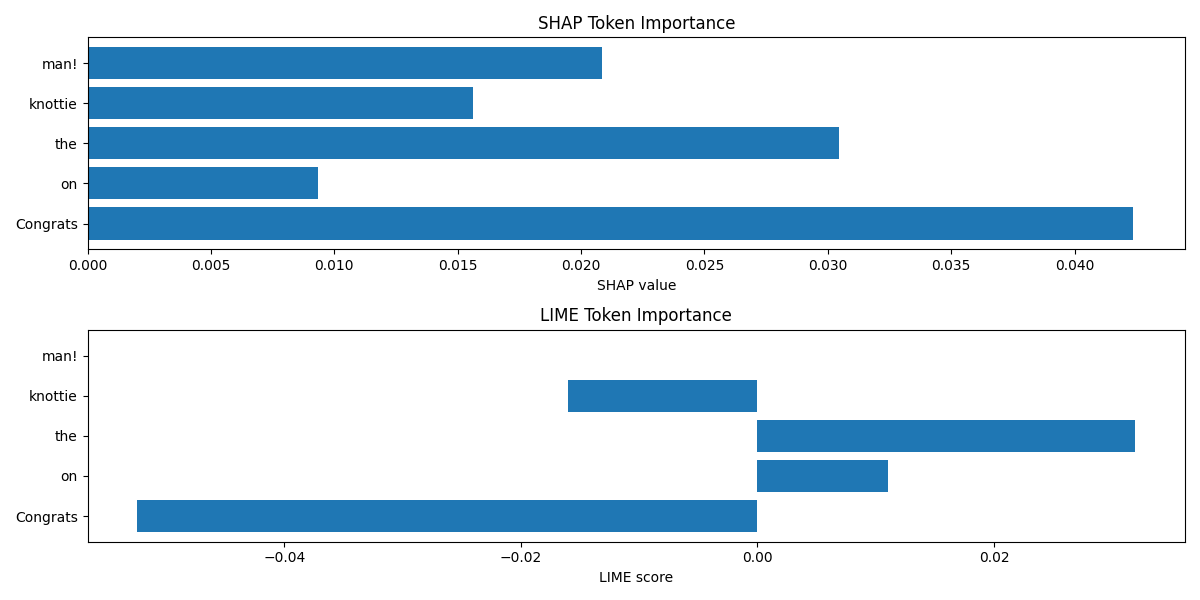 SHAP Token Importance
man!
knottie
the
on
Congrats
0.000 0.005 0.010 0.015 0.020 0.025 0.030 0.035 0.040
SHAP value
LIME Token Importance
man!
knottie
the
on
Congrats
−0.04 −0.02 0.00 0.02
LIME score